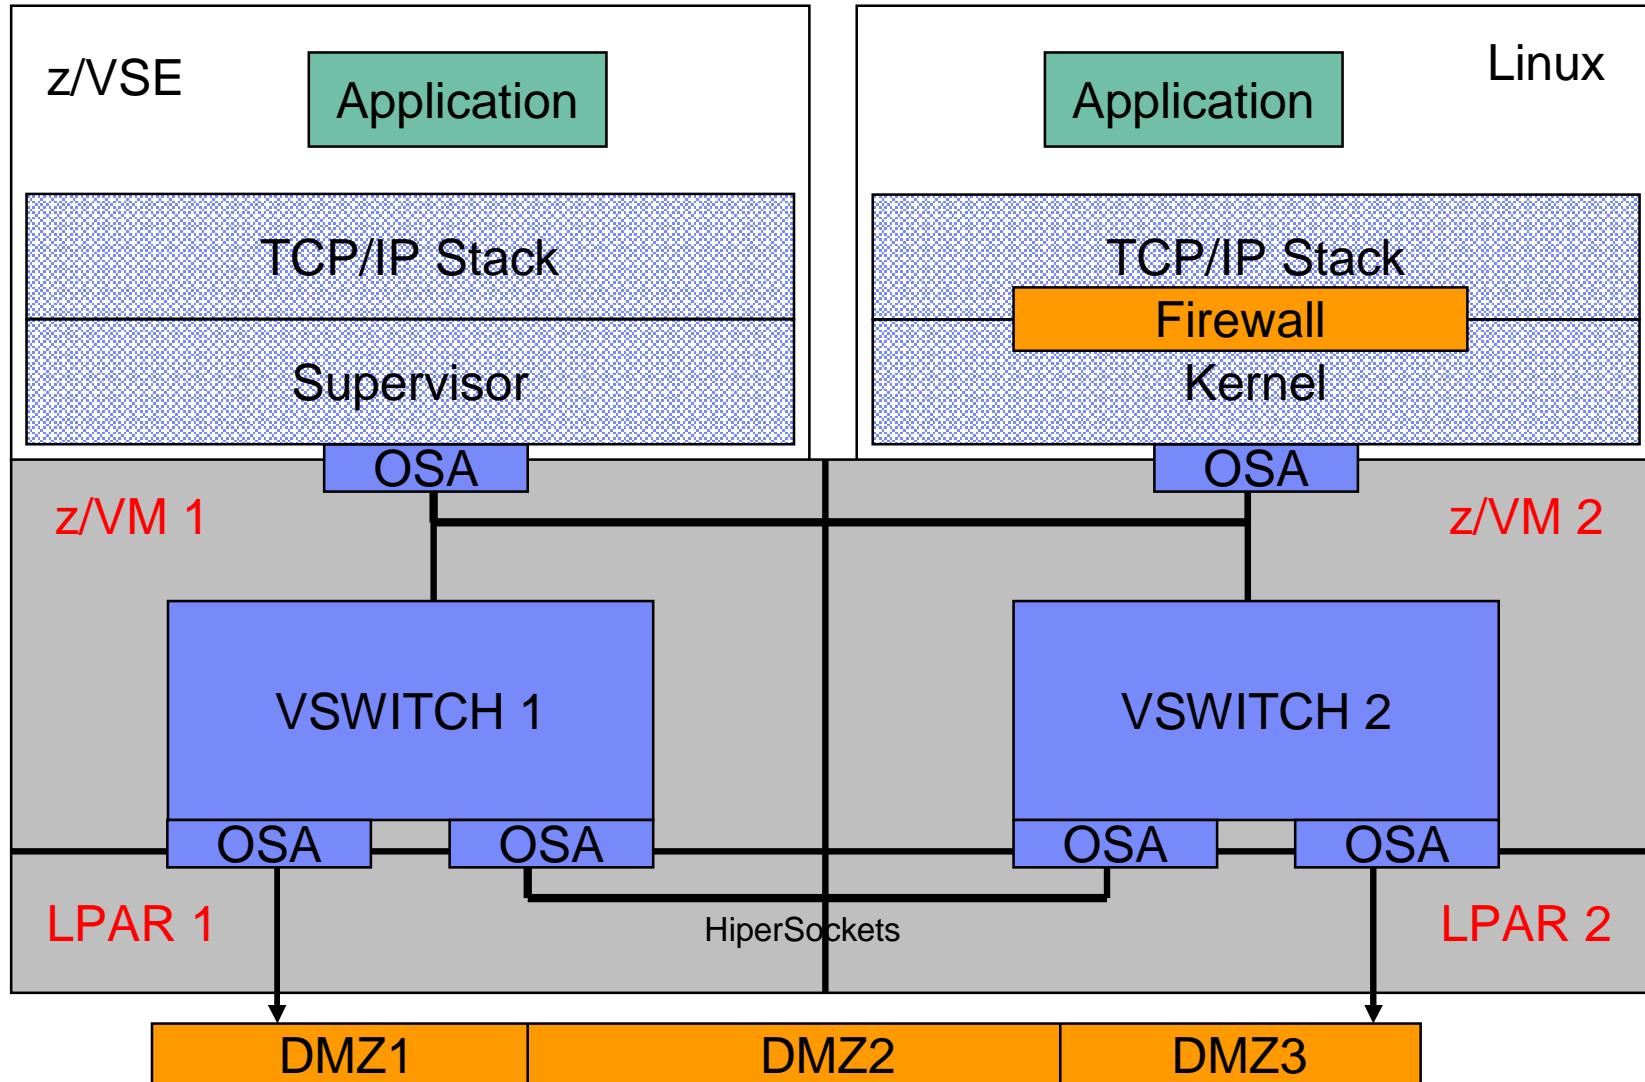 z/VSE
Application
TCP/IP Stack
Supervisor
OSA
Linux
Application
TCP/IP Stack
Firewall
Kernel
OSA
z/VM 1
z/VM 2
VSWITCH 1
VSWITCH 2
OSA
OSA
OSA
OSA
LPAR 1
HiperSockets
LPAR 2
DMZ1
DMZ2
DMZ3